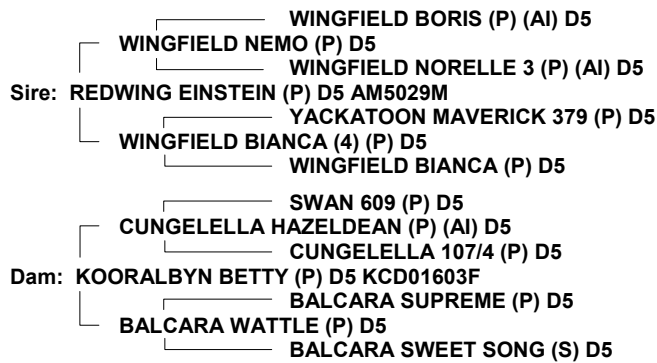 WINGFIELD BORIS (P) (AI) D5
WINGFIELD NEMO (P) D5
WINGFIELD NORELLE 3 (P) (AI) D5
Sire: REDWING EINSTEIN (P) D5 AM5029M
YACKATOON MAVERICK 379 (P) D5
WINGFIELD BIANCA (4) (P) D5
WINGFIELD BIANCA (P) D5
SWAN 609 (P) D5
CUNGELELLA HAZELDEAN (P) (AI) D5
CUNGELELLA 107/4 (P) D5
Dam: KOORALBYN BETTY (P) D5 KCD01603F
BALCARA SUPREME (P) D5
BALCARA WATTLE (P) D5
BALCARA SWEET SONG (S) D5